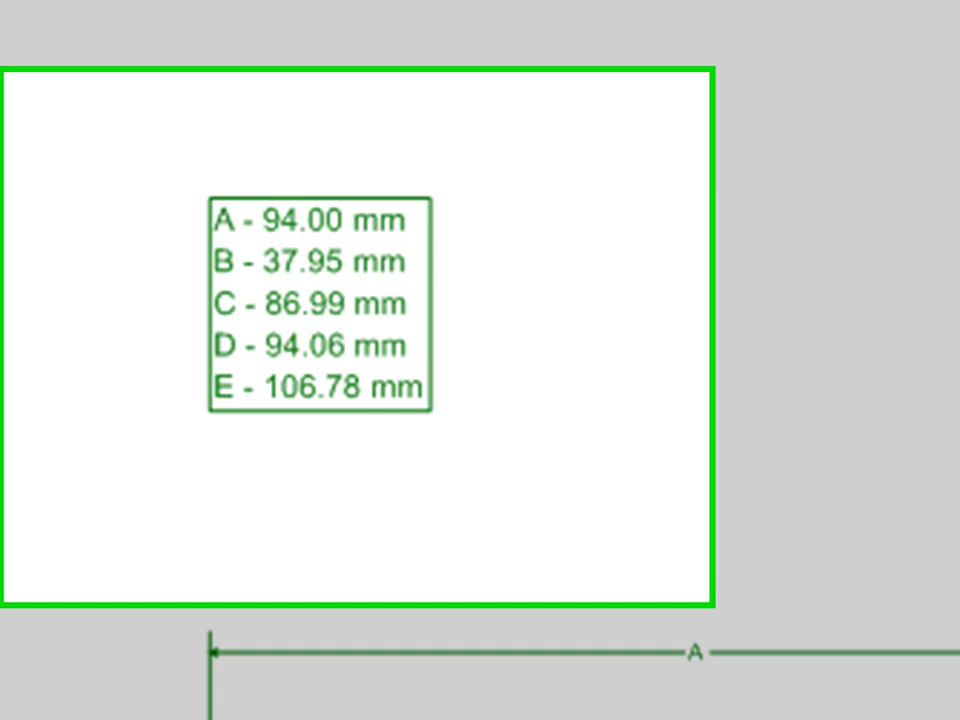 A - 94.00 mm
B - 37.95 mm
C - 86.99 mm
D - 94.06 mm
E - 106.78 mm
A